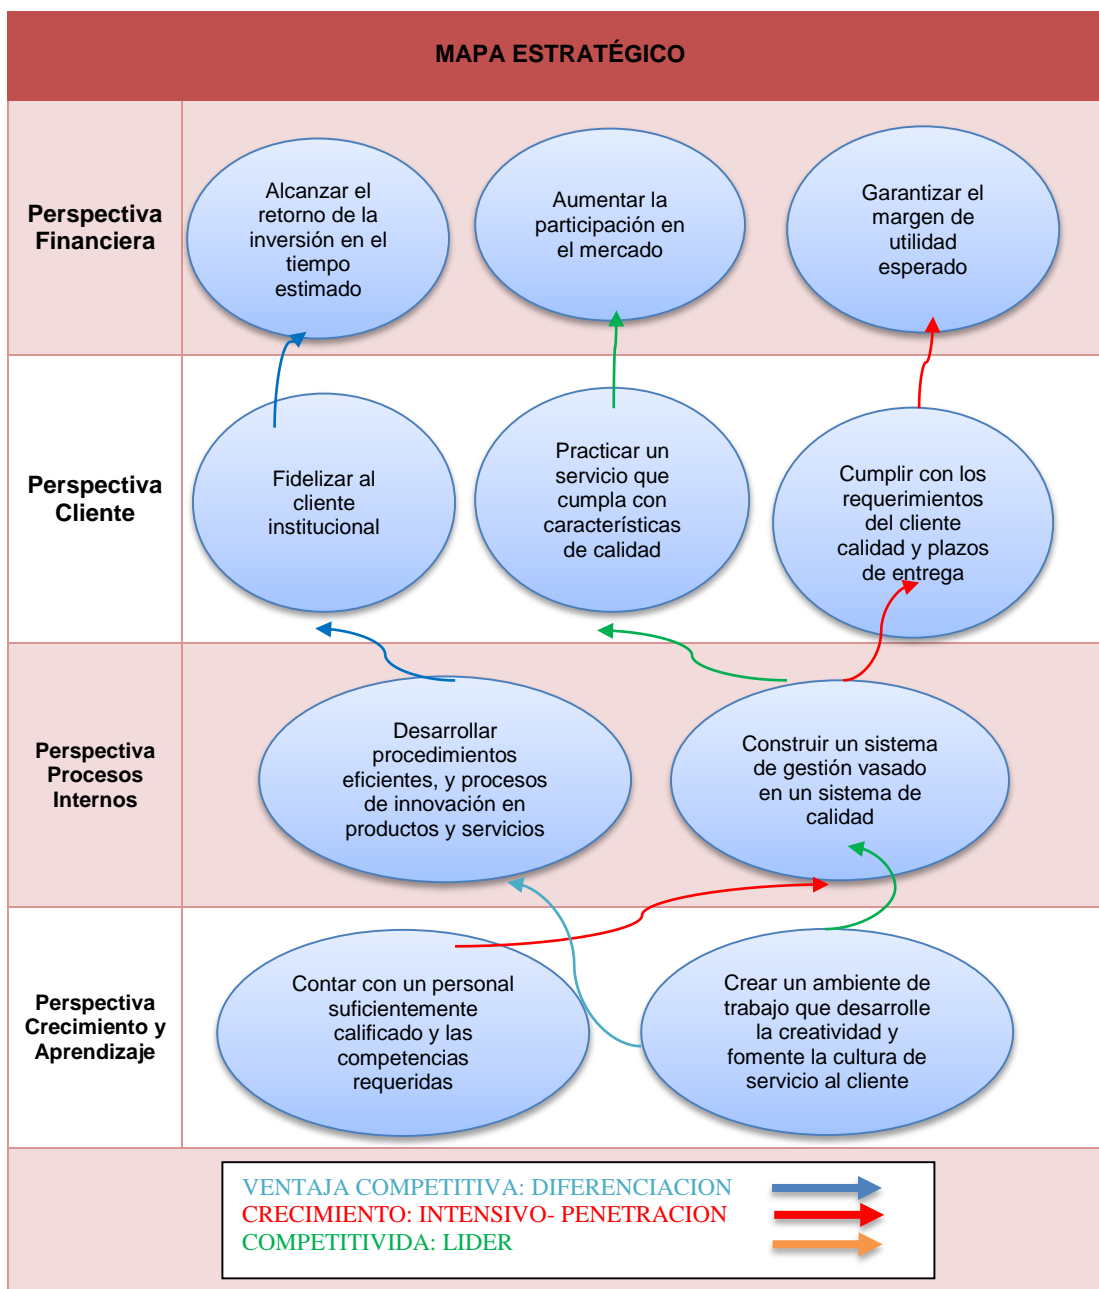 MAPA ESTRATÉGICO
Perspectiva
Financiera
Alcanzar el
retorno de la
inversión en el
tiempo
estimado
Aumentar la
participación en
el mercado
Garantizar el
margen de
utilidad
esperado
Perspectiva
Cliente
Fidelizar al
cliente
institucional
Practicar un
servicio que
cumpla con
características
de calidad
Cumplir con los
requerimientos
del cliente
calidad y plazos
de entrega
Perspectiva
Procesos
Internos
Desarrollar
procedimientos
eficientes, y procesos
de innovación en
productos y servicios
Construir un sistema
de gestión vasado
en un sistema de
calidad
Perspectiva
Crecimiento y
Aprendizaje
Contar con un personal
suficientemente
calificado y las
competencias
requeridas
Crear un ambiente de
trabajo que desarrolle
la creatividad y
fomente la cultura de
servicio al cliente
VENTAJA COMPETITIVA: DIFERENCIACION
CRECIMIENTO: INTENSIVO- PENETRACION
COMPETITIVIDA: LIDER